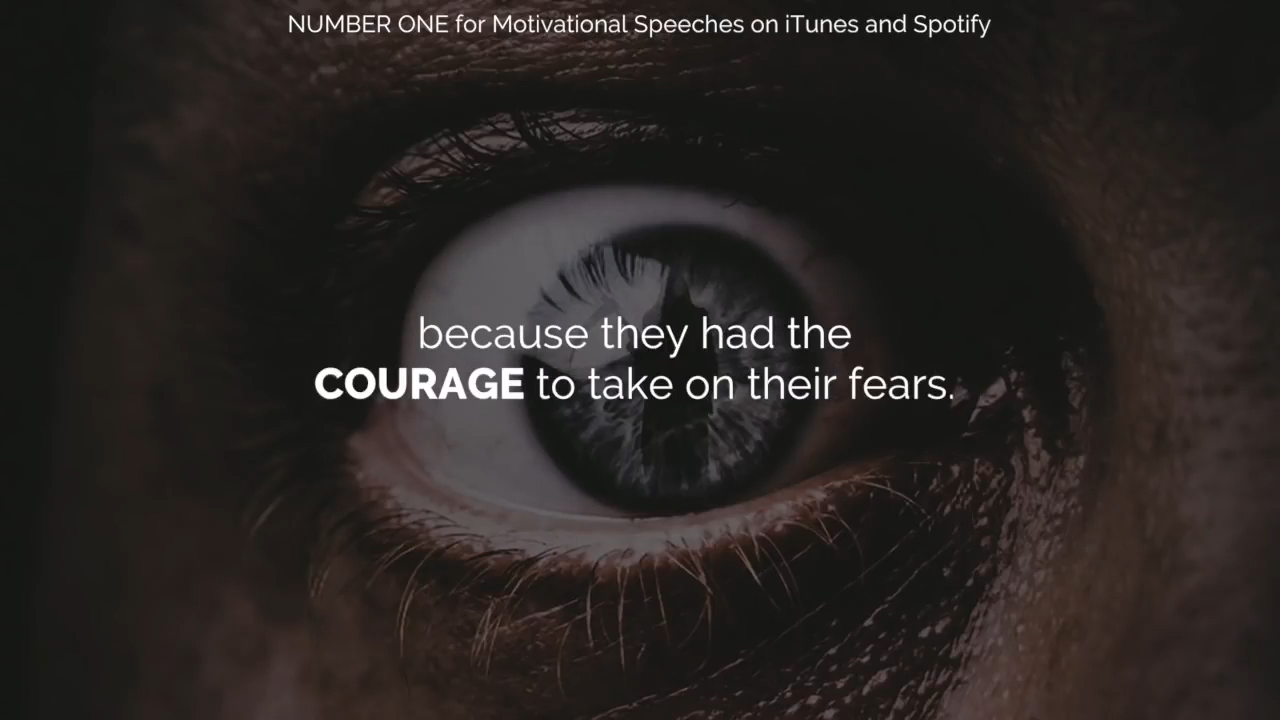 NUMBER ONE for Motivational Speeches on iTunes and Spotify
because they had the
COURAGE to take on their fears.